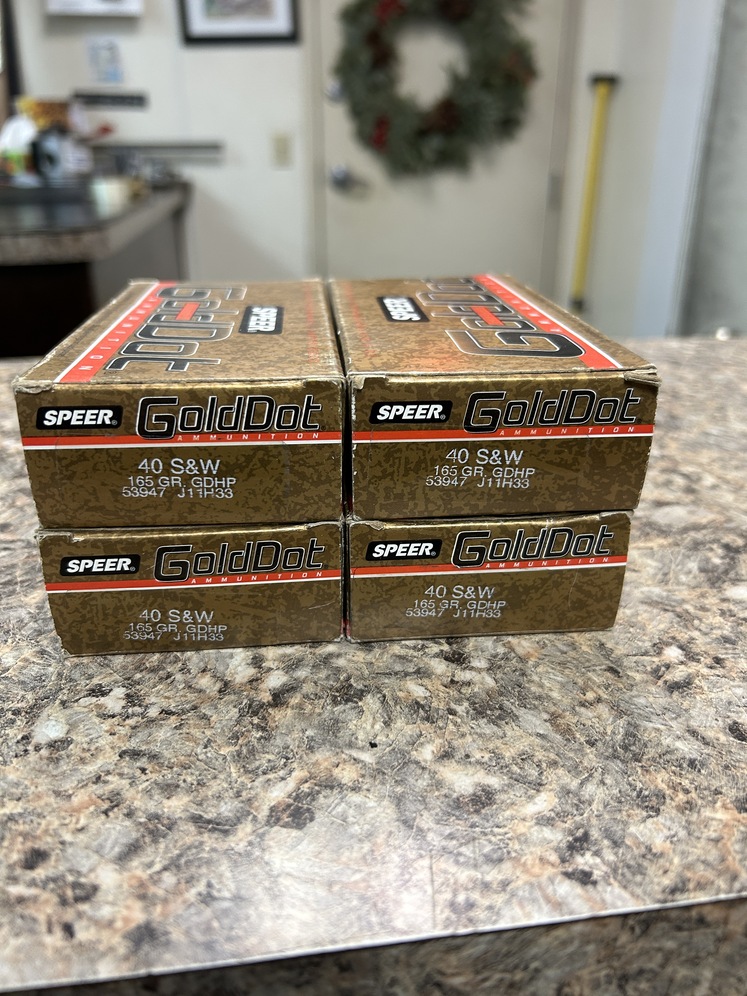 GoldDot
SPEER
AMMUNITION
SPEER
GoldDot
SPEER® GoldDot
AMMUNITION
40 S&W
165 GR. GDHP
53947 J11H33
SPEER® GoldDot
AMMUNITION
40 S&W
165 GR. GDHP
53947 J11H33
SPEER® GoldDot
AMMUNITION
40 S&W
165 GR. GDHP
53947 J11H33
SPEER® GoldDot
AMMUNITION
40 S&W
165 GR. GDHP
53947 J11H33